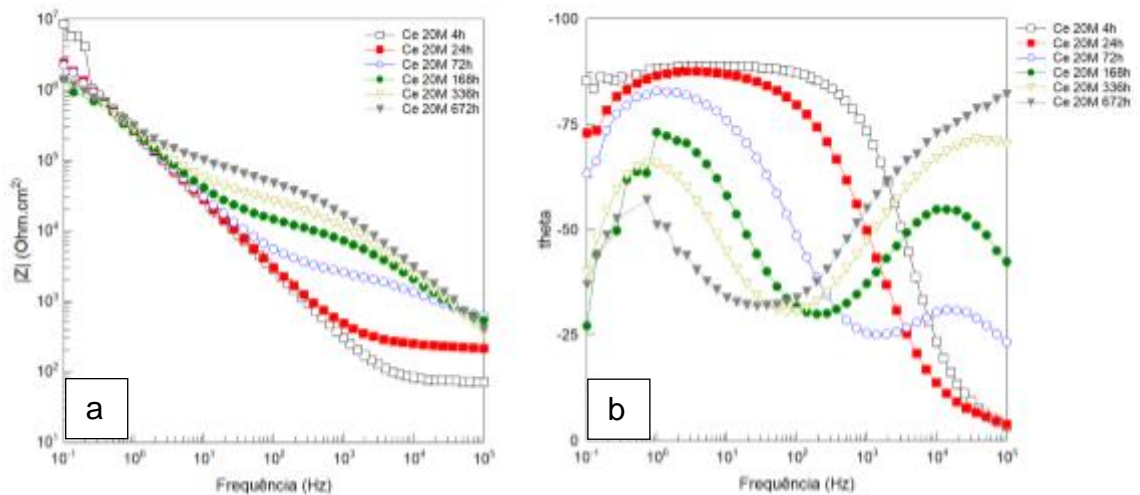 10⁷
10⁶
10⁵
10⁴
10³
10²
10¹
|Z| (Ohm.cm²)
Ce 20M 4h
Ce 20M 24h
Ce 20M 72h
Ce 20M 168h
Ce 20M 336h
Ce 20M 672h
a
10⁻¹ 10⁰ 10¹ 10² 10³ 10⁴ 10⁵
Frequência (Hz)
-100
-75
-50
-25
0
theta
Ce 20M 4h
Ce 20M 24h
Ce 20M 72h
Ce 20M 168h
Ce 20M 336h
Ce 20M 672h
b
10⁻¹ 10⁰ 10¹ 10² 10³ 10⁴ 10⁵
Frequência (Hz)